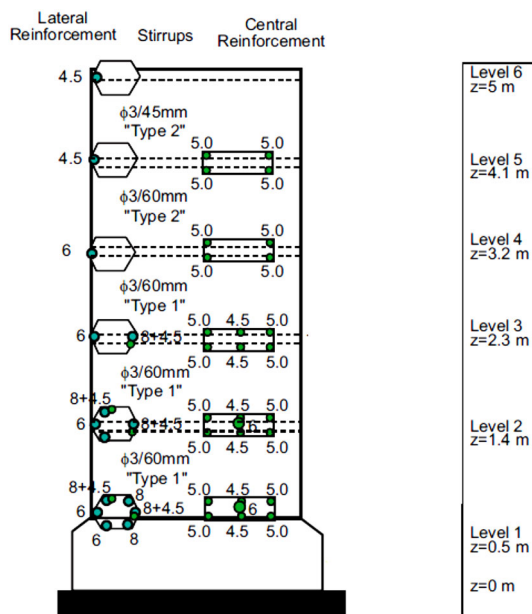 Lateral
Reinforcement
Stirrups
Central
Reinforcement
4.5
Level 6
z=5 m
ϕ3/45mm
"Type 2"
5.0 5.0
4.5
5.0 5.0
Level 5
z=4.1 m
ϕ3/60mm
"Type 2"
5.0 5.0
6
5.0 5.0
Level 4
z=3.2 m
ϕ3/60mm
"Type 1"
5.0 4.5 5.0
6 8+4.5
5.0 4.5 5.0
Level 3
z=2.3 m
ϕ3/60mm
"Type 1"
8+4.5
5.0 4.5 5.0
6 8+4.5 6
5.0 4.5 5.0
Level 2
z=1.4 m
ϕ3/60mm
"Type 1"
8+4.5 8
5.0 4.5 5.0
6 8+4.5 6
6 8
5.0 4.5 5.0
Level 1
z=0.5 m
z=0 m